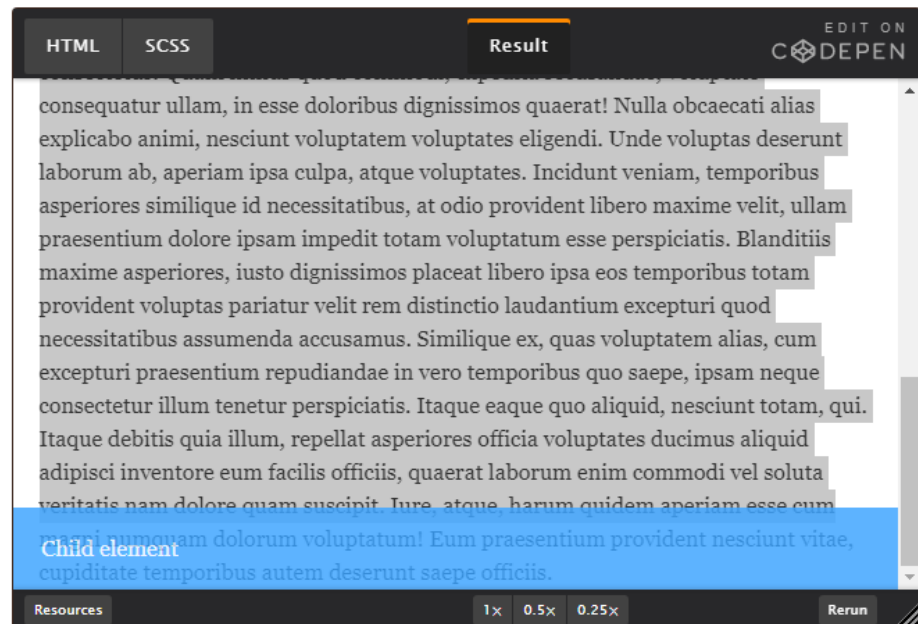 EDIT ON
HTML SCSS Result CODEPEN
consequatur ullam, in esse doloribus dignissimos quaerat! Nulla obcaecati alias
explicabo animi, nesciunt voluptatem voluptates eligendi. Unde voluptas deserunt
laborum ab, aperiam ipsa culpa, atque voluptates. Incidunt veniam, temporibus
asperiores similique id necessitatibus, at odio provident libero maxime velit, ullam
praesentium dolore ipsam impedit totam voluptatum esse perspiciatis. Blanditiis
maxime asperiores, iusto dignissimos placeat libero ipsa eos temporibus totam
provident voluptas pariatur velit rem distinctio laudantium excepturi quod
necessitatibus assumenda accusamus. Similique ex, quas voluptatem alias, cum
excepturi praesentium repudiandae in vero temporibus quo saepe, ipsam neque
consectetur illum tenetur perspiciatis. Itaque eaque quo aliquid, nesciunt totam, qui.
Itaque debitis quia illum, repellat asperiores officia voluptates ducimus aliquid
adipisci inventore eum facilis officiis, quaerat laborum enim commodi vel soluta
veritatis nam dolore quam suscipit. Iure, atque, harum quidem aperiam esse cum
dolorum voluptatum! Eum praesentium provident nesciunt vitae,
Child element
cupiditate temporibus autem deserunt saepe officiis.
Resources 1× 0.5× 0.25× Rerun